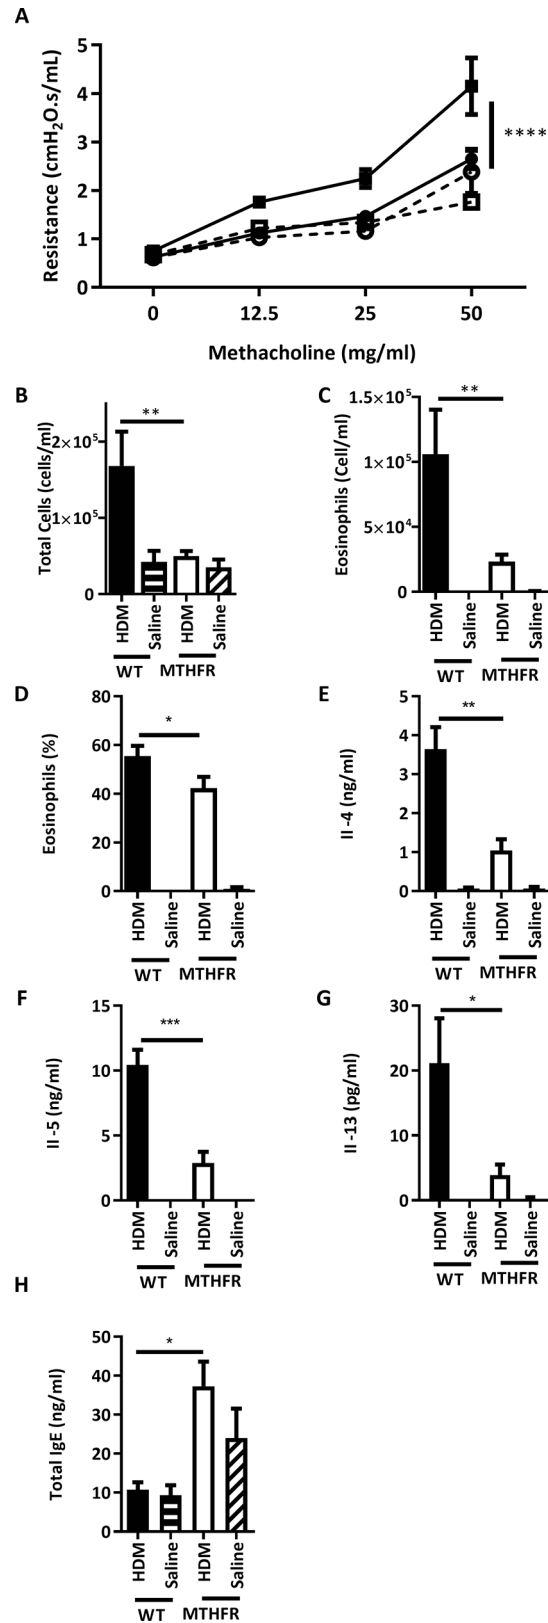 A
Resistance (cmH2O.s/mL)
5
4
3
2
1
0
****
0 12.5 25 50
Methacholine (mg/ml)
B
Total Cells (cells/ml)
2×10^5
1×10^5
0
**
HDM Saline HDM Saline
WT MTHFR
C
Eosinophils (Cell/ml)
1.5×10^5
1×10^5
5×10^4
0
**
HDM Saline HDM Saline
WT MTHFR
D
Eosinophils (%)
80
60
40
20
0
*
HDM Saline HDM Saline
WT MTHFR
E
Il -4 (ng/ml)
5
4
3
2
1
0
**
HDM Saline HDM Saline
WT MTHFR
F
Il -5 (ng/ml)
15
10
5
0
***
HDM Saline HDM Saline
WT MTHFR
G
Il -13 (pg/ml)
30
20
10
0
*
HDM Saline HDM Saline
WT MTHFR
H
Total IgE (ng/ml)
50
40
30
20
10
0
*
HDM Saline HDM Saline
WT MTHFR